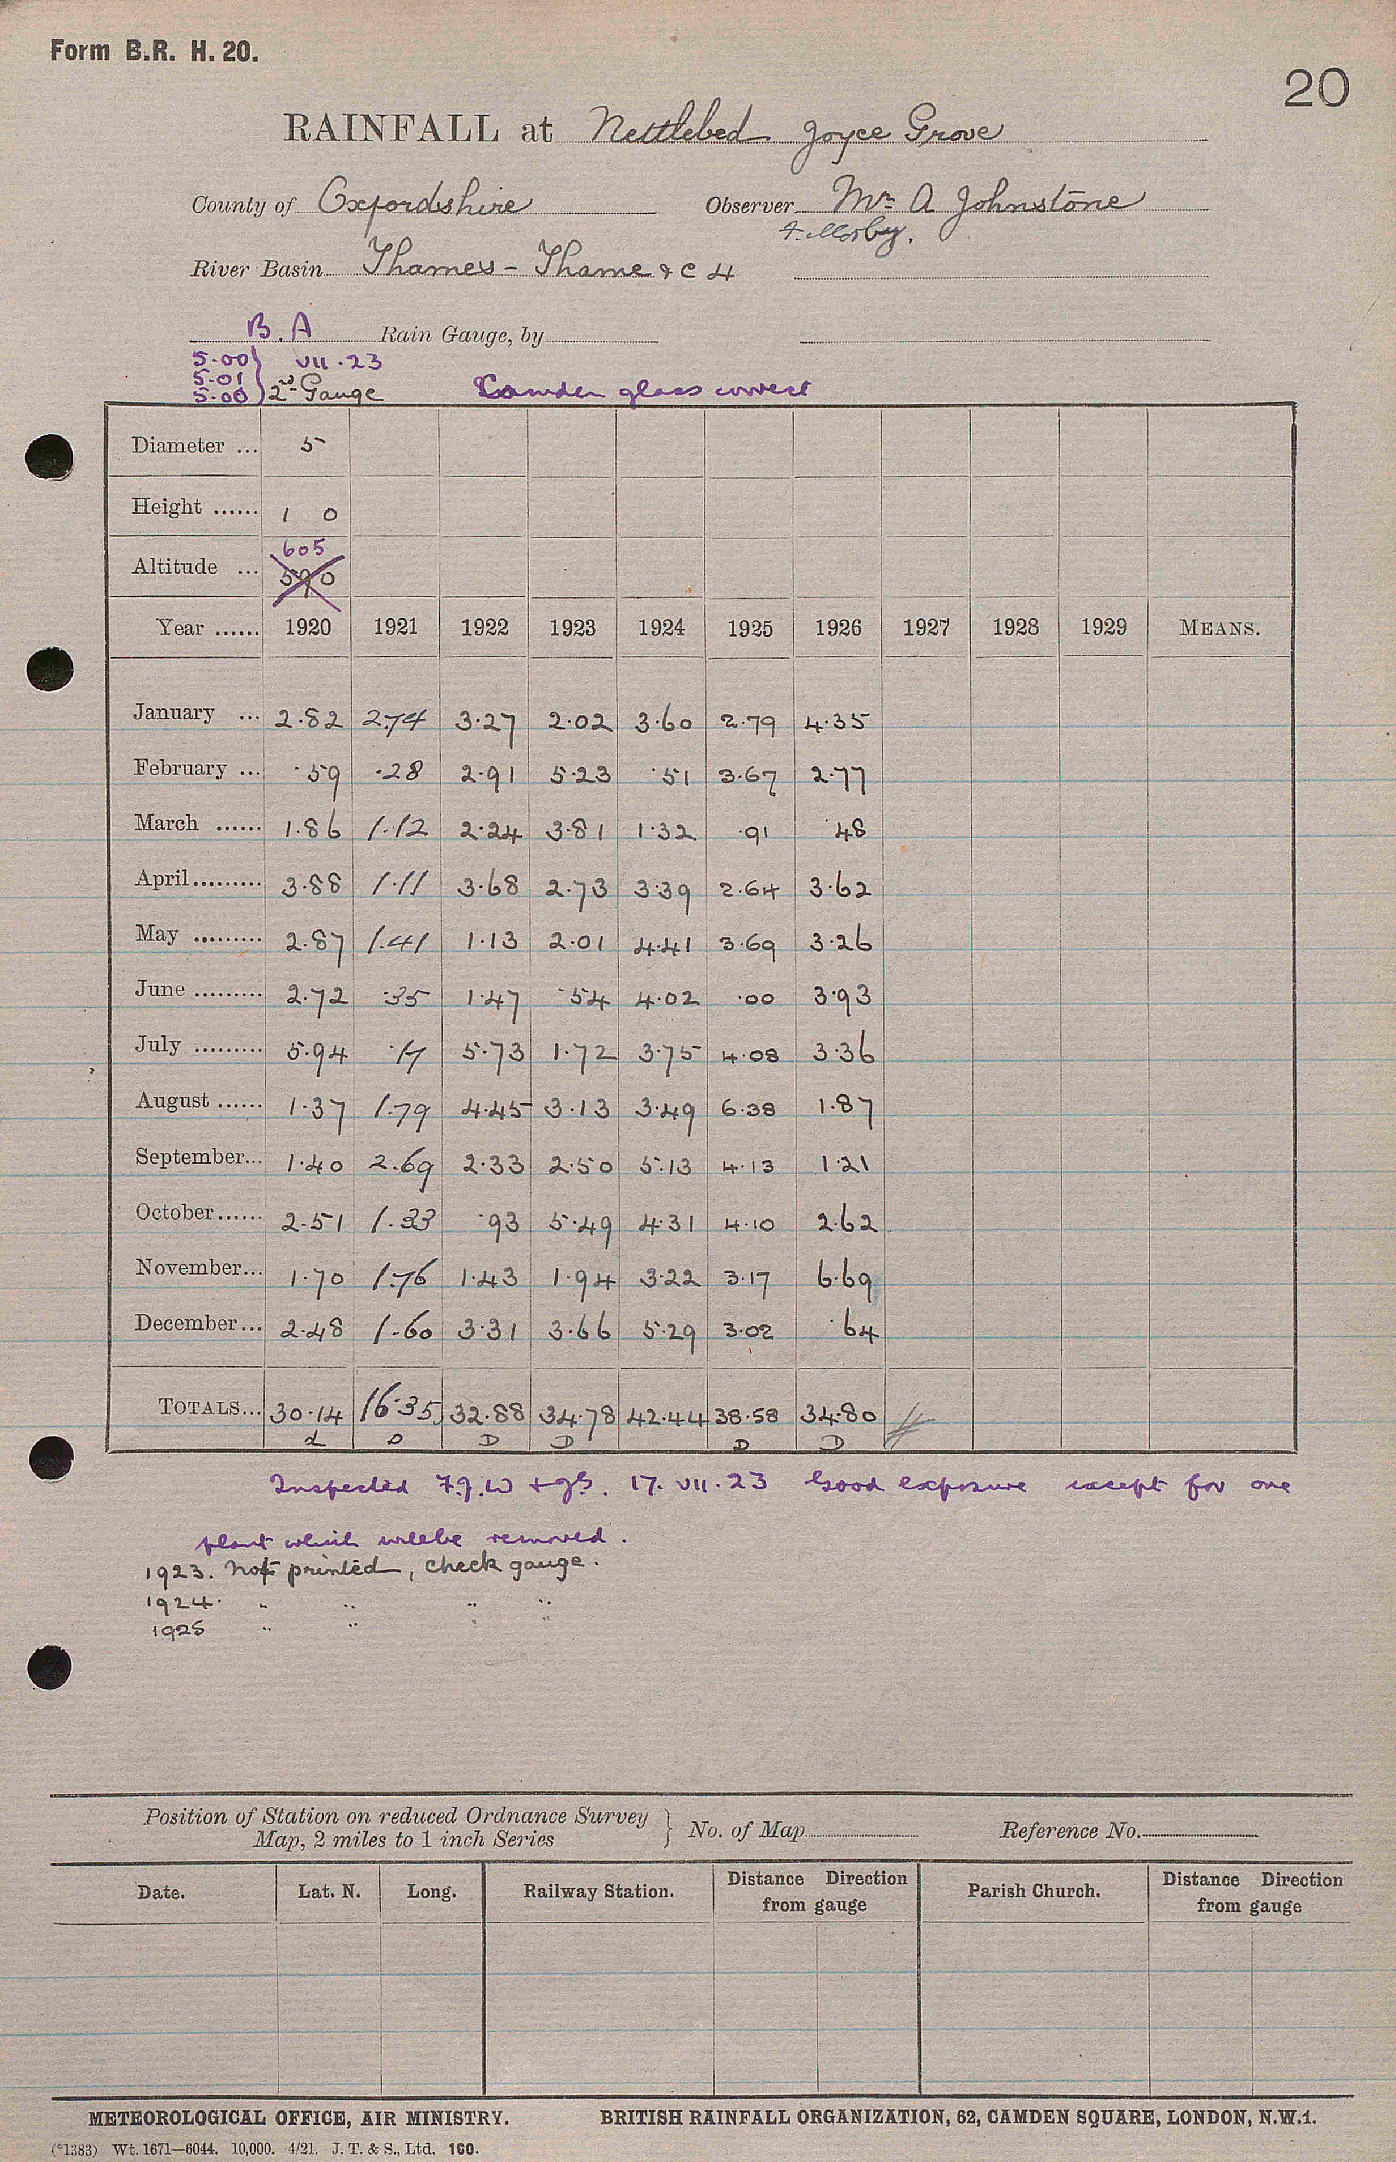 Form B.R. H. 20.
20
RAINFALL at Nettlebed Joyce Grove
County of Oxfordshire Observer Mr. A Johnstone
F. Mosby.
River Basin Thames - Thame & C 4
B.A Rain Gauge, by
5.00 } VII.23
5.01
5.00 2nd Gauge Camden glass correct
Diameter ... 5
Height ...... 1 0
605
Altitude ... 590
Year ...... 1920 1921 1922 1923 1924 1925 1926 1927 1928 1929 MEANS.
January ... 2.82 2.74 3.27 2.02 3.60 2.79 4.35
February ... .59 .28 2.91 5.23 .51 3.67 2.77
March ...... 1.86 1.12 2.24 3.81 1.32 .91 .48
April......... 3.88 1.11 3.68 2.73 3.39 2.64 3.62
May ......... 2.87 1.41 1.13 2.01 4.41 3.69 3.26
June ......... 2.72 .35 1.47 .54 4.02 .00 3.93
July ......... 5.94 .17 5.73 1.72 3.75 4.08 3.36
August ...... 1.37 1.79 4.45 3.13 3.49 6.38 1.87
September... 1.40 2.69 2.33 2.50 5.13 4.13 1.21
October...... 2.51 1.33 .93 5.49 4.31 4.10 2.62
November... 1.70 1.76 1.43 1.94 3.22 3.17 6.69
December... 2.48 1.60 3.31 3.66 5.29 3.02 .64
TOTALS... 30.14 16.35 32.88 34.78 42.44 38.58 34.80
d D D D D D
Inspected F.J.W + J.G. 17.VII.23 Good exposure except for one
plant which will be removed.
1923. Not printed, check gauge.
1924. " " " "
1925 " " " "
Position of Station on reduced Ordnance Survey } No. of Map Reference No.
Map, 2 miles to 1 inch Series
Date. Lat. N. Long. Railway Station. Distance Direction Parish Church. Distance Direction
from gauge from gauge
METEOROLOGICAL OFFICE, AIR MINISTRY. BRITISH RAINFALL ORGANIZATION, 62, CAMDEN SQUARE, LONDON, N.W.1.
(*1383) Wt. 1671—6044. 10,000. 4/21. J. T. & S., Ltd. 160.